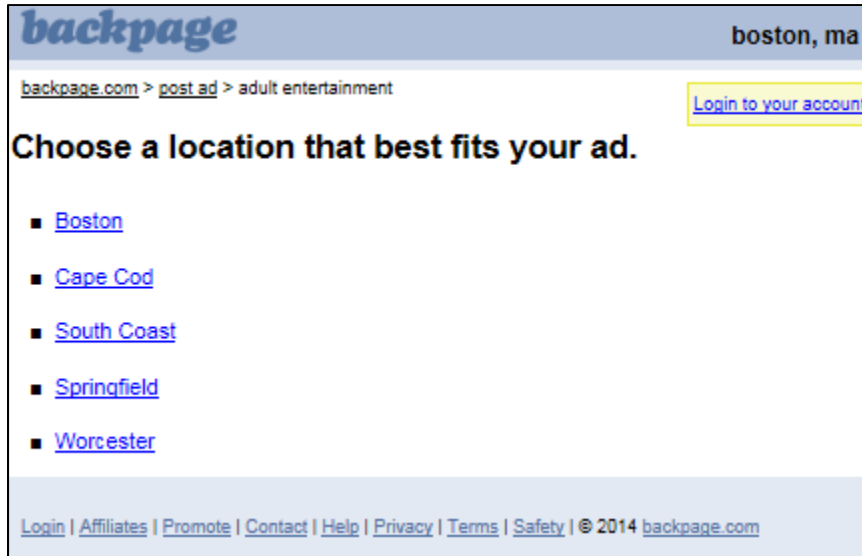 backpage
boston, ma
backpage.com > post ad > adult entertainment
Login to your account
Choose a location that best fits your ad.
Boston
Cape Cod
South Coast
Springfield
Worcester
Login | Affiliates | Promote | Contact | Help | Privacy | Terms | Safety | © 2014 backpage.com